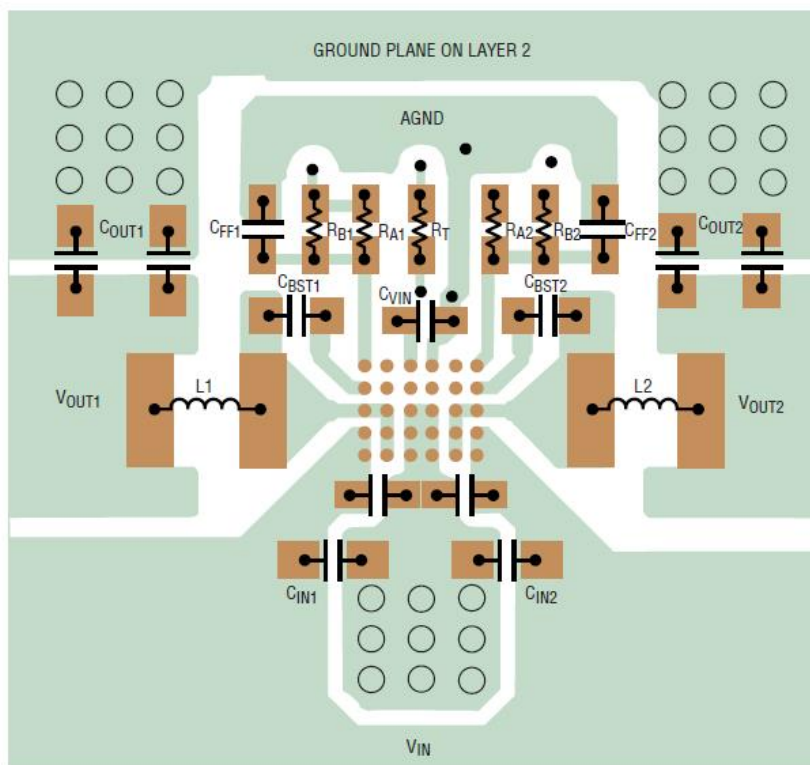 GROUND PLANE ON LAYER 2
AGND
COUT1
CFF1
RB1
RA1
RT
RA2
RB2
CFF2
COUT2
CBST1
CVIN
CBST2
VOUT1
L1
L2
VOUT2
CIN1
CIN2
VIN